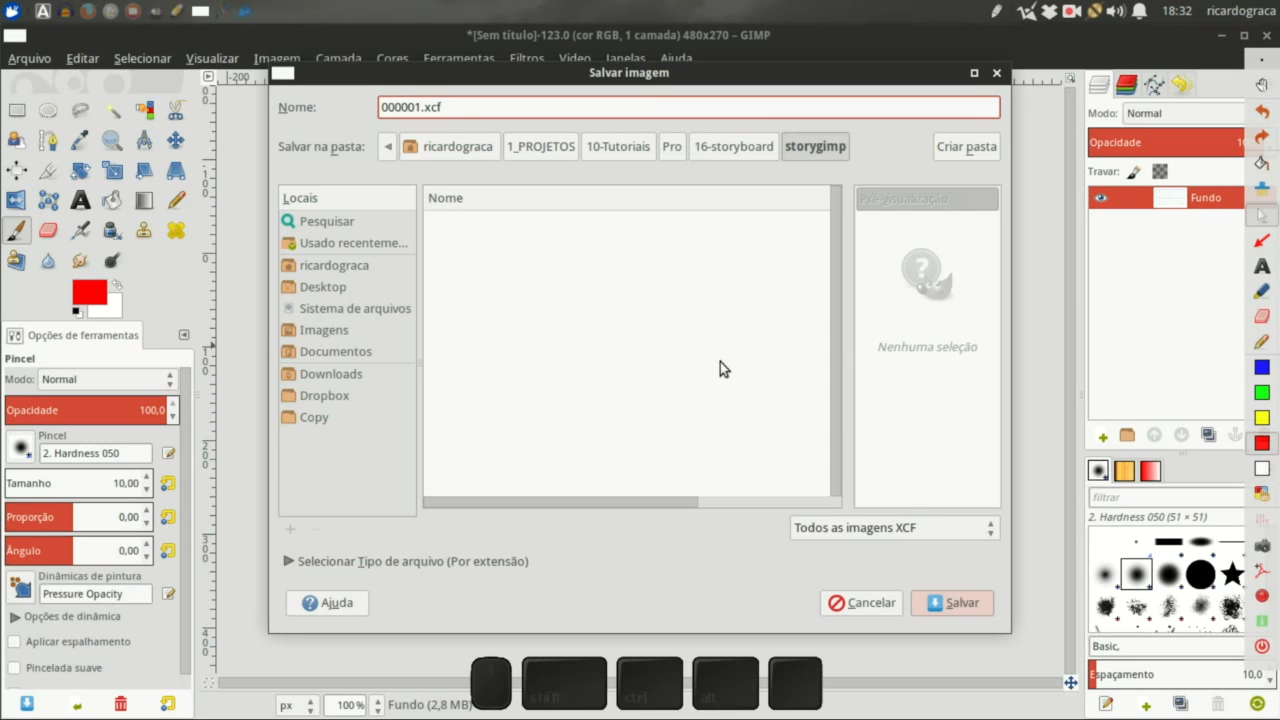 18:32 ricardograca
*[Sem título]-123.0 (cor RGB, 1 camada) 480x270 – GIMP
Arquivo Editar Selecionar Visualizar Imagem Camada Cores Ferramentas Filtros Video Janelas Ajuda
Salvar imagem
Nome: 000001.xcf
Salvar na pasta: ricardograca 1_PROJETOS 10-Tutoriais Pro 16-storyboard storygimp Criar pasta
Locais
Pesquisar
Usado recenteme...
ricardograca
Desktop
Sistema de arquivos
Imagens
Documentos
Downloads
Dropbox
Copy
Nome
Pré-visualização
Nenhuma seleção
Todos as imagens XCF
Selecionar Tipo de arquivo (Por extensão)
Ajuda
Cancelar
Salvar
-200
Opções de ferramentas
Pincel
Modo: Normal
Opacidade 100,0
Pincel
2. Hardness 050
Tamanho 10,00
Proporção 0,00
Ângulo 0,00
Dinâmicas de pintura
Pressure Opacity
Opções de dinâmica
Aplicar espalhamento
Pincelada suave
px 100% Fundo (2,8 MB)
shift ctrl alt
Modo: Normal
Opacidade
Travar:
Fundo
filtrar
2. Hardness 050 (51 × 51)
Basic,
Espaçamento 10,0